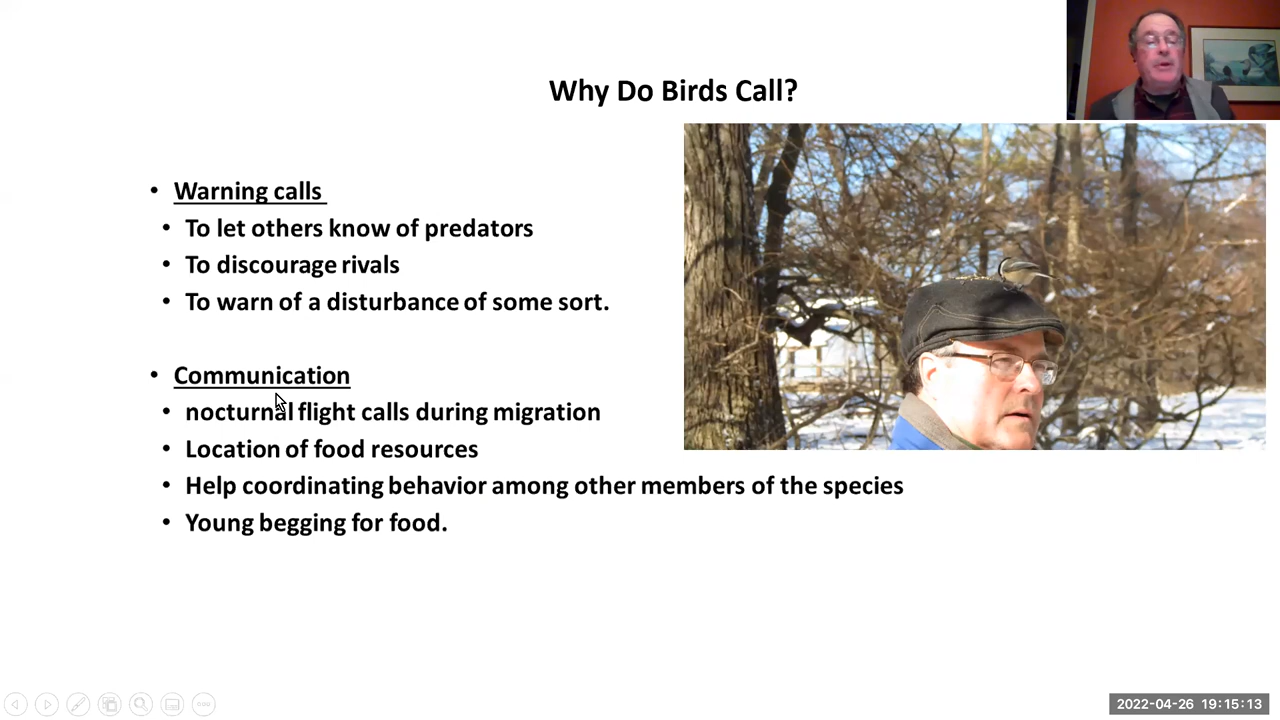 Why Do Birds Call?
• Warning calls
• To let others know of predators
• To discourage rivals
• To warn of a disturbance of some sort.
• Communication
• nocturnal flight calls during migration
• Location of food resources
• Help coordinating behavior among other members of the species
• Young begging for food.
2022-04-26 19:15:13